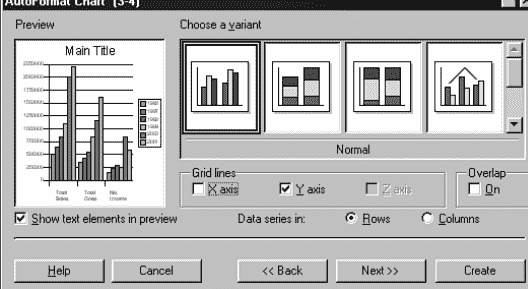 AutoFormat Chart (3-4)
Preview
Choose a variant
Main Title
Normal
Grid lines
X axis
Y axis
Z axis
Overlap
On
Show text elements in preview
Data series in:
Rows
Columns
Help
Cancel
<< Back
Next >>
Create